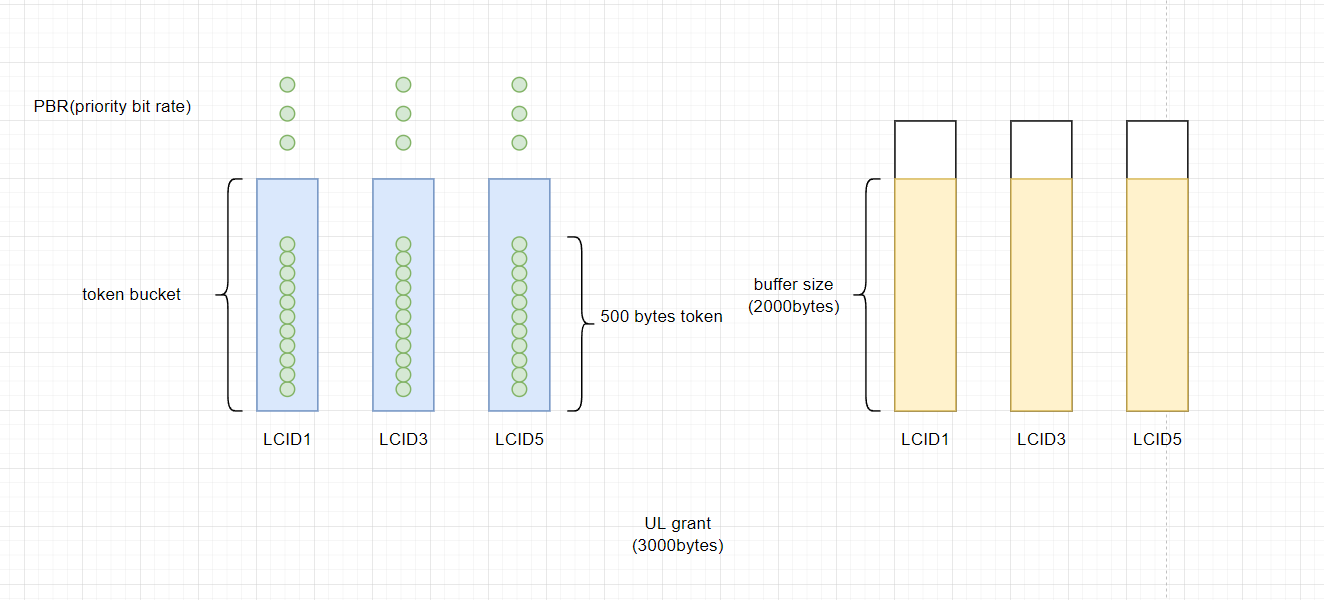 PBR(priority bit rate)
token bucket
500 bytes token
buffer size
(2000bytes)
LCID1
LCID3
LCID5
LCID1
LCID3
LCID5
UL grant
(3000bytes)